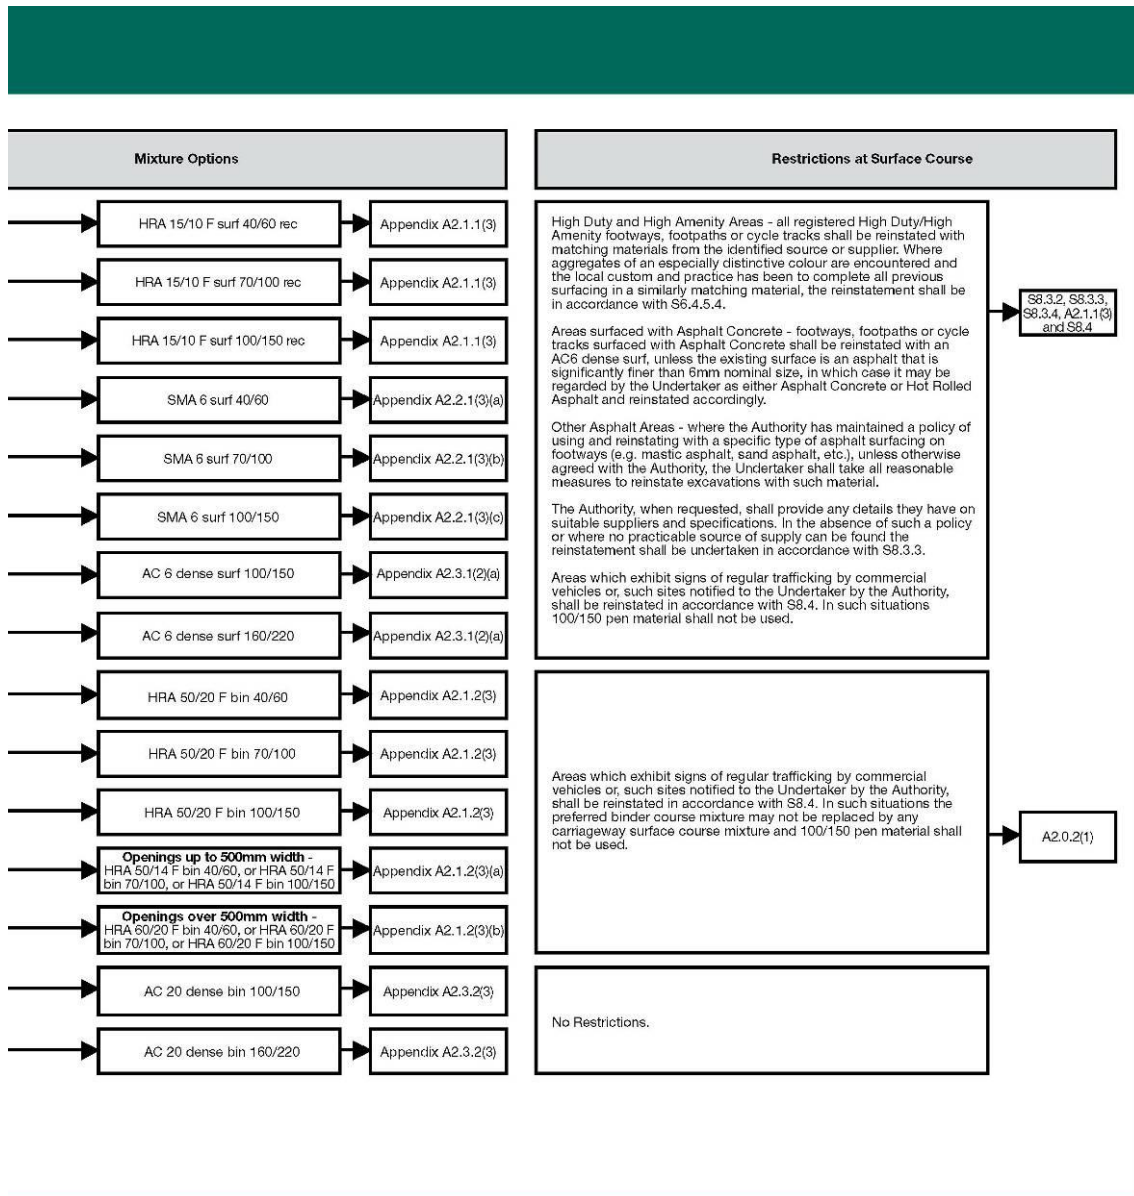 Mixture Options
Restrictions at Surface Course
HRA 15/10 F surf 40/60 rec
Appendix A2.1.1(3)
HRA 15/10 F surf 70/100 rec
Appendix A2.1.1(3)
HRA 15/10 F surf 100/150 rec
Appendix A2.1.1(3)
SMA 6 surf 40/60
Appendix A2.2.1(3)(a)
SMA 6 surf 70/100
Appendix A2.2.1(3)(b)
SMA 6 surf 100/150
Appendix A2.2.1(3)(c)
AC 6 dense surf 100/150
Appendix A2.3.1(2)(a)
AC 6 dense surf 160/220
Appendix A2.3.1(2)(a)
HRA 50/20 F bin 40/60
Appendix A2.1.2(3)
HRA 50/20 F bin 70/100
Appendix A2.1.2(3)
HRA 50/20 F bin 100/150
Appendix A2.1.2(3)
Openings up to 500mm width -
HRA 50/14 F bin 40/60, or HRA 50/14 F
bin 70/100, or HRA 50/14 F bin 100/150
Appendix A2.1.2(3)(a)
Openings over 500mm width -
HRA 60/20 F bin 40/60, or HRA 60/20 F
bin 70/100, or HRA 60/20 F bin 100/150
Appendix A2.1.2(3)(b)
AC 20 dense bin 100/150
Appendix A2.3.2(3)
AC 20 dense bin 160/220
Appendix A2.3.2(3)
High Duty and High Amenity Areas - all registered High Duty/High
Amenity footways, footpaths or cycle tracks shall be reinstated with
matching materials from the identified source or supplier. Where
aggregates of an especially distinctive colour are encountered and
the local custom and practice has been to complete all previous
surfacing in a similarly matching material, the reinstatement shall be
in accordance with S6.4.5.4.
Areas surfaced with Asphalt Concrete - footways, footpaths or cycle
tracks surfaced with Asphalt Concrete shall be reinstated with an
AC6 dense surf, unless the existing surface is an asphalt that is
significantly finer than 6mm nominal size, in which case it may be
regarded by the Undertaker as either Asphalt Concrete or Hot Rolled
Asphalt and reinstated accordingly.
Other Asphalt Areas - where the Authority has maintained a policy of
using and reinstating with a specific type of asphalt surfacing on
footways (e.g. mastic asphalt, sand asphalt, etc.), unless otherwise
agreed with the Authority, the Undertaker shall take all reasonable
measures to reinstate excavations with such material.
The Authority, when requested, shall provide any details they have on
suitable suppliers and specifications. In the absence of such a policy
or where no practicable source of supply can be found the
reinstatement shall be undertaken in accordance with S8.3.3.
Areas which exhibit signs of regular trafficking by commercial
vehicles or, such sites notified to the Undertaker by the Authority,
shall be reinstated in accordance with S8.4. In such situations
100/150 pen material shall not be used.
S8.3.2, S8.3.3,
S8.3.4, A2.1.1(3)
and S8.4
Areas which exhibit signs of regular trafficking by commercial
vehicles or, such sites notified to the Undertaker by the Authority,
shall be reinstated in accordance with S8.4. In such situations the
preferred binder course mixture may not be replaced by any
carriageway surface course mixture and 100/150 pen material shall
not be used.
A2.0.2(1)
No Restrictions.